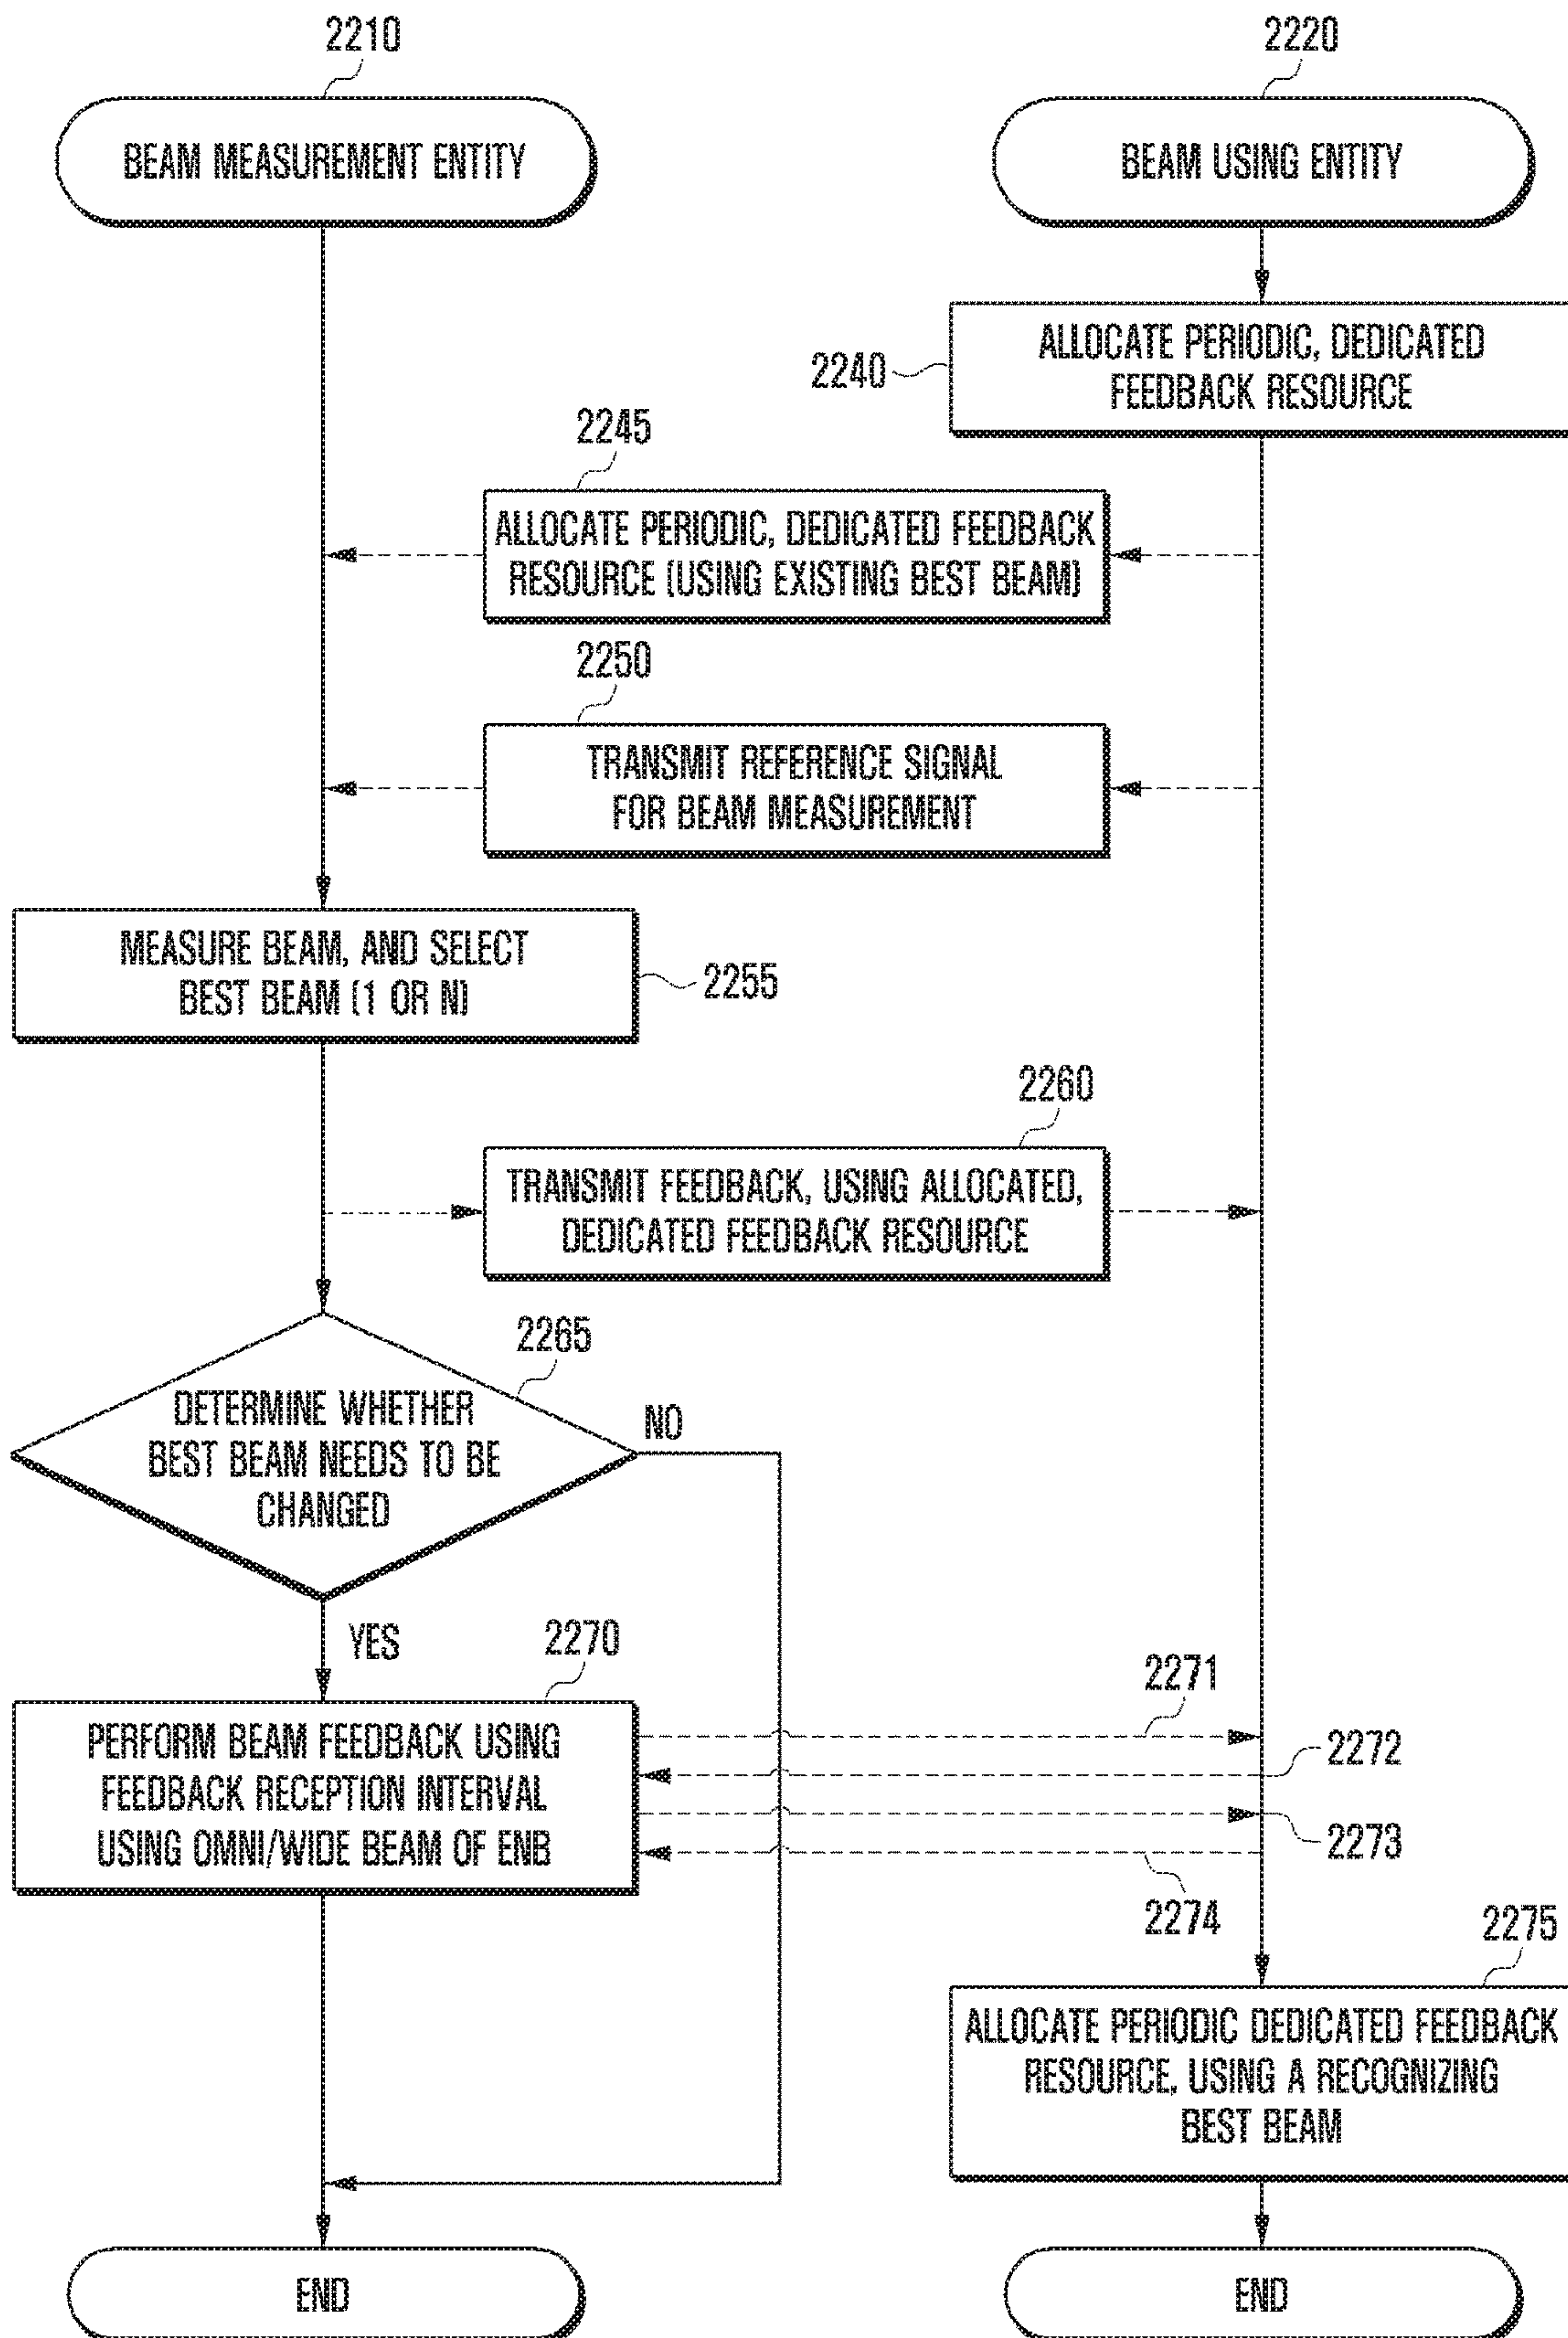 2210
2220
BEAM MEASUREMENT ENTITY
BEAM USING ENTITY
ALLOCATE PERIODIC, DEDICATED
FEEDBACK RESOURCE
2240
2245
ALLOCATE PERIODIC, DEDICATED FEEDBACK
RESOURCE (USING EXISTING BEST BEAM)
2250
TRANSMIT REFERENCE SIGNAL
FOR BEAM MEASUREMENT
MEASURE BEAM, AND SELECT
BEST BEAM (1 OR N)
2255
2260
TRANSMIT FEEDBACK, USING ALLOCATED,
DEDICATED FEEDBACK RESOURCE
2265
DETERMINE WHETHER
BEST BEAM NEEDS TO BE
CHANGED
NO
YES
2270
PERFORM BEAM FEEDBACK USING
FEEDBACK RECEPTION INTERVAL
USING OMNI/WIDE BEAM OF ENB
2271
2272
2273
2274
2275
ALLOCATE PERIODIC DEDICATED FEEDBACK
RESOURCE, USING A RECOGNIZING
BEST BEAM
END
END